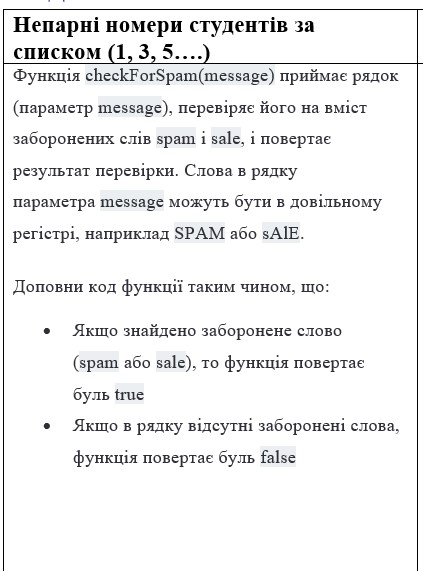 Непарні номери студентів за
списком (1, 3, 5….)
Функція checkForSpam(message) приймає рядок
(параметр message), перевіряє його на вміст
заборонених слів spam і sale, і повертає
результат перевірки. Слова в рядку
параметра message можуть бути в довільному
регістрі, наприклад SPAM або sAlE.
Доповни код функції таким чином, що:
• Якщо знайдено заборонене слово
(spam або sale), то функція повертає
буль true
• Якщо в рядку відсутні заборонені слова,
функція повертає буль false